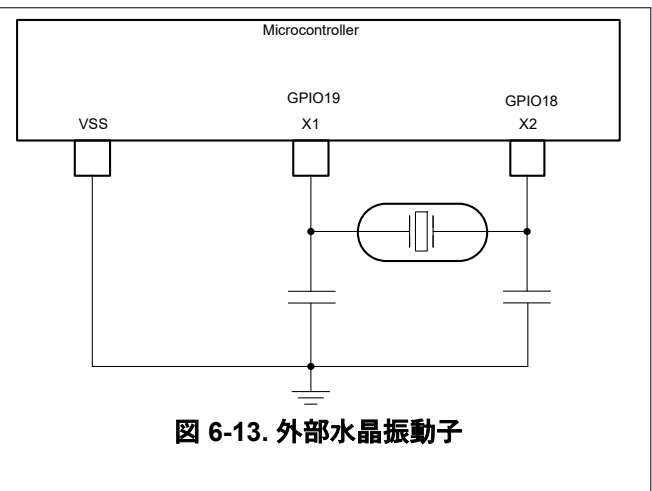 Microcontroller
GPIO19
GPIO18
VSS
X1
X2
図 6-13. 外部水晶振動子